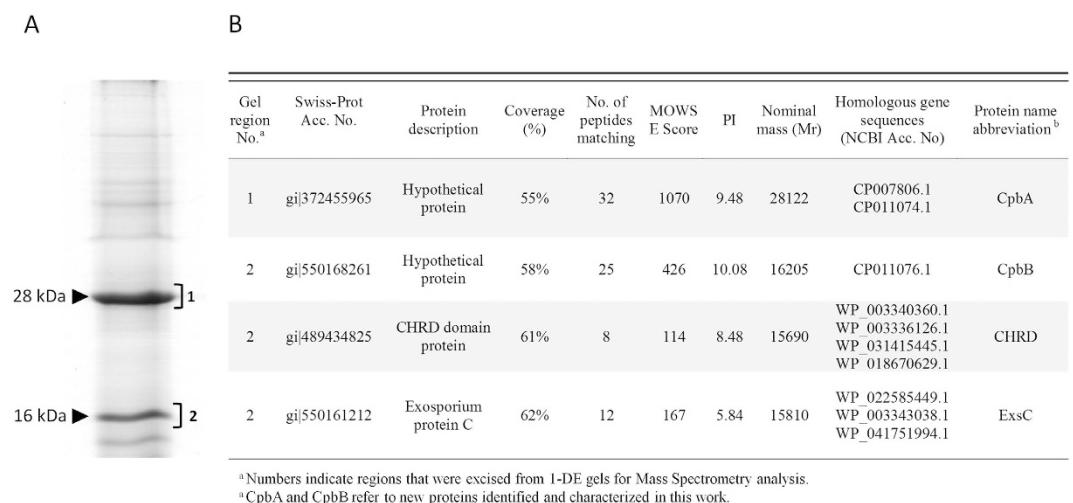 A
B
Gel region No.a
Swiss-Prot Acc. No.
Protein description
Coverage (%)
No. of peptides matching
MOWS E Score
PI
Nominal mass (Mr)
Homologous gene sequences (NCBI Acc. No)
Protein name abbreviation b
1 gi|372455965 Hypothetical protein 55% 32 1070 9.48 28122 CP007806.1 CP011074.1 CpbA
2 gi|550168261 Hypothetical protein 58% 25 426 10.08 16205 CP011076.1 CpbB
2 gi|489434825 CHRD domain protein 61% 8 114 8.48 15690 WP_003340360.1 WP_003336126.1 WP_031415445.1 WP_018670629.1 CHRD
2 gi|550161212 Exosporium protein C 62% 12 167 5.84 15810 WP_022585449.1 WP_003343038.1 WP_041751994.1 ExsC
28 kDa 1
16 kDa 2
a Numbers indicate regions that were excised from 1-DE gels for Mass Spectrometry analysis.
a CpbA and CpbB refer to new proteins identified and characterized in this work.